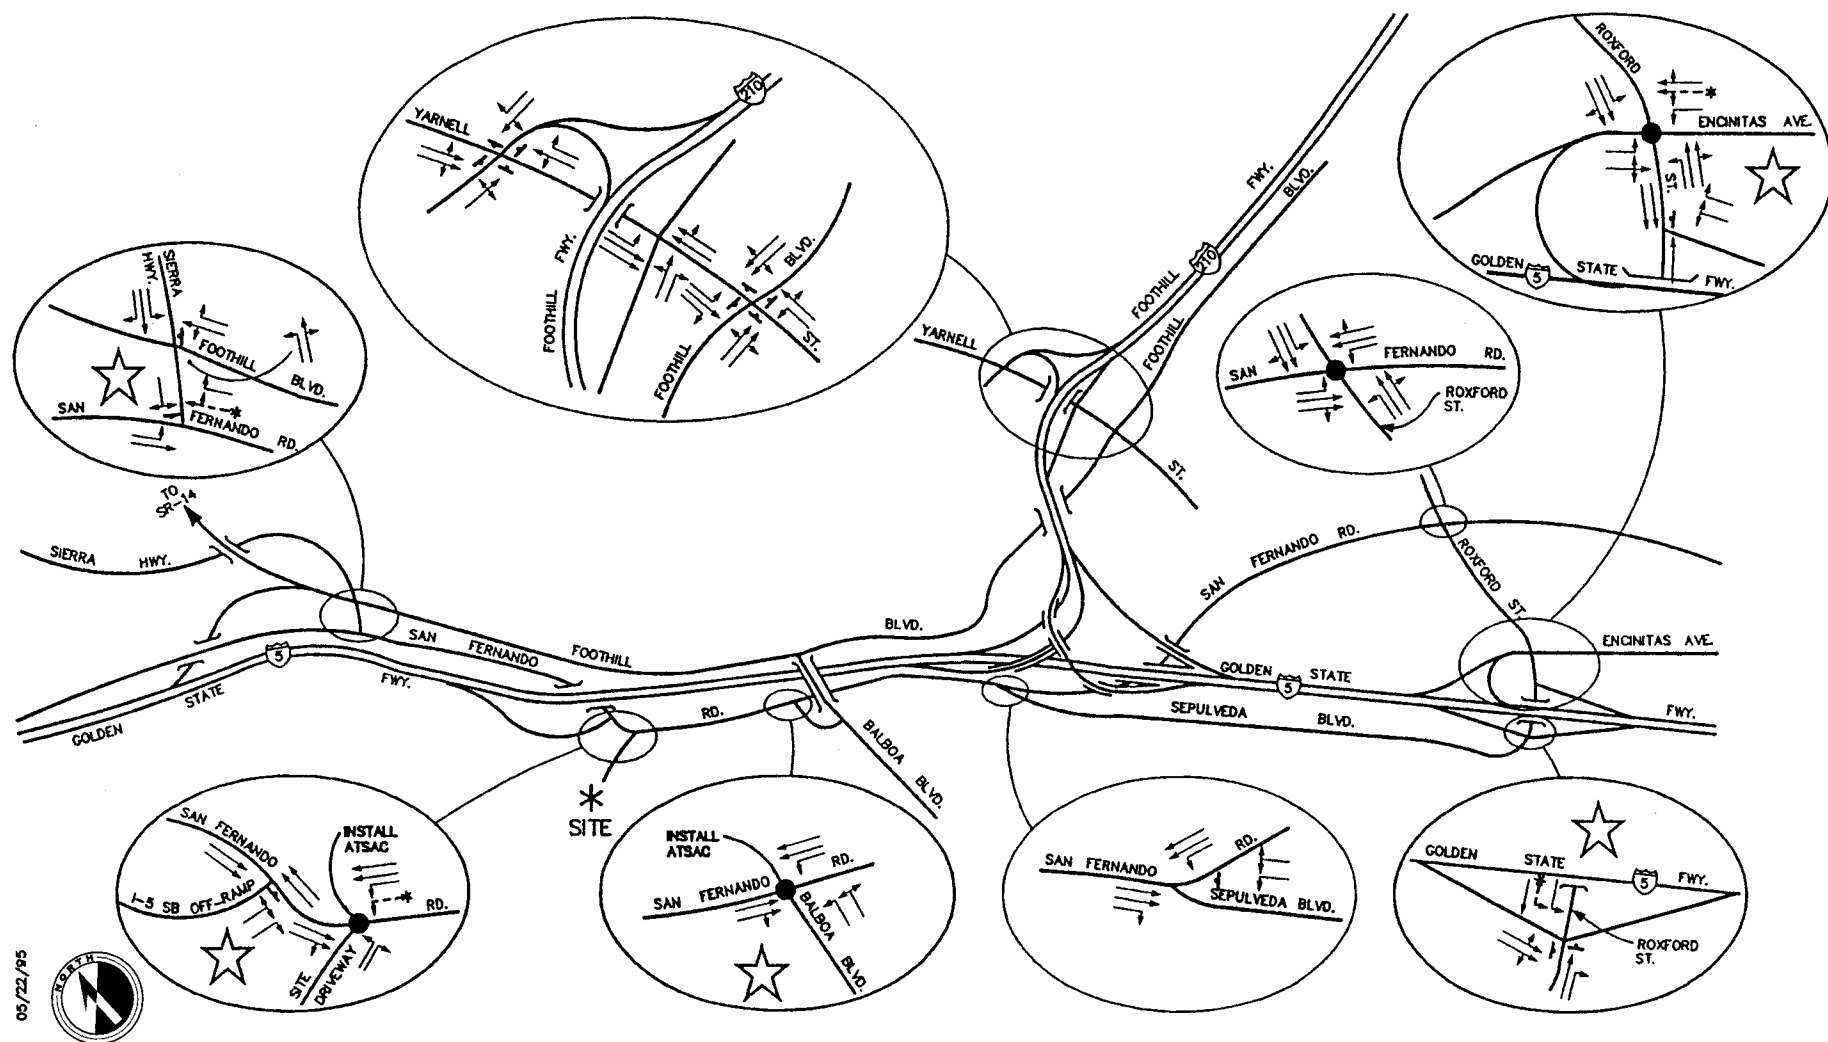 YARNELL
210
FWY.
FOOTHILL
BLVD.
FOOTHILL
ST.
ROXFORD
ST.
*
ENCINITAS AVE.
GOLDEN 5 STATE FWY.
SIERRA
HWY.
FOOTHILL
BLVD.
SAN
FERNANDO
RD.
*
FWY.
BLVD.
210
FOOTHILL
FOOTHILL
YARNELL
ST.
SAN FERNANDO RD.
ROXFORD
ST.
TO
SR-14
SIERRA HWY.
SAN FERNANDO RD.
ROXFORD ST.
ENCINITAS AVE.
SAN FERNANDO
FOOTHILL
BLVD.
5
FWY.
GOLDEN STATE
RD.
BALBOA BLVD.
GOLDEN STATE
5
FWY.
SEPULVEDA BLVD.
*
SITE
SAN FERNANDO
RD.
INSTALL
ATSAC
I-5 SB OFF-RAMP
*
SITE
DRIVEWAY
INSTALL
ATSAC
SAN FERNANDO
RD.
BALBOA
BLVD.
SAN FERNANDO
RD.
SEPULVEDA BLVD.
GOLDEN STATE 5 FWY.
*
ROXFORD
ST.
NORTH
05/22/95